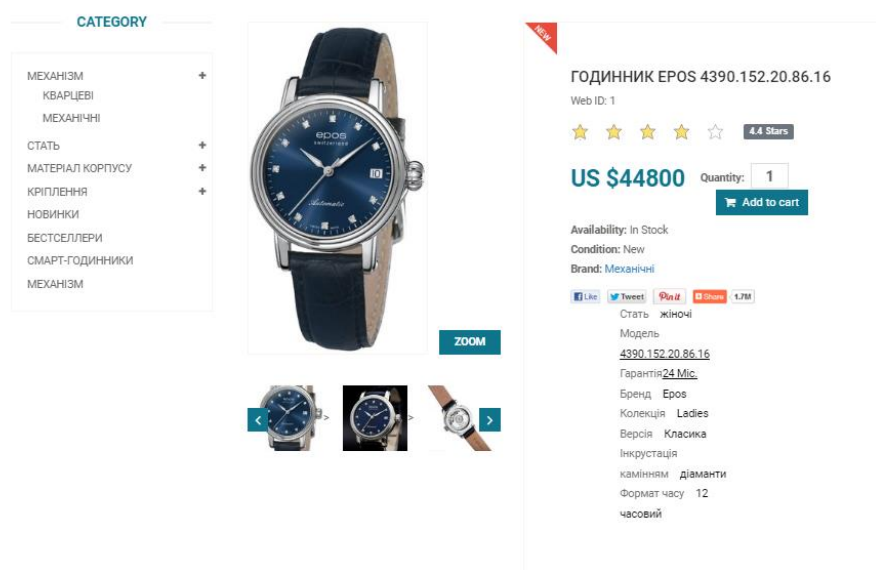 CATEGORY
МЕХАНІЗМ +
КВАРЦЕВІ
МЕХАНІЧНІ
СТАТЬ +
МАТЕРІАЛ КОРПУСУ +
КРІПЛЕННЯ +
НОВИНКИ
БЕСТСЕЛЛЕРИ
СМАРТ-ГОДИННИКИ
МЕХАНІЗМ
epos
switzerland
10
Automatic
ZOOM
epos
NEW
ГОДИННИК EPOS 4390.152.20.86.16
Web ID: 1
4.4 Stars
US $44800 Quantity: 1
Add to cart
Availability: In Stock
Condition: New
Brand: Механічні
Like Tweet Pin it Share 1.7M
Стать жіночі
Модель
4390.152.20.86.16
Гарантія24 Міс.
Бренд Epos
Колекція Ladies
Версія Класика
Інкрустація
камінням діаманти
Формат часу 12
часовий